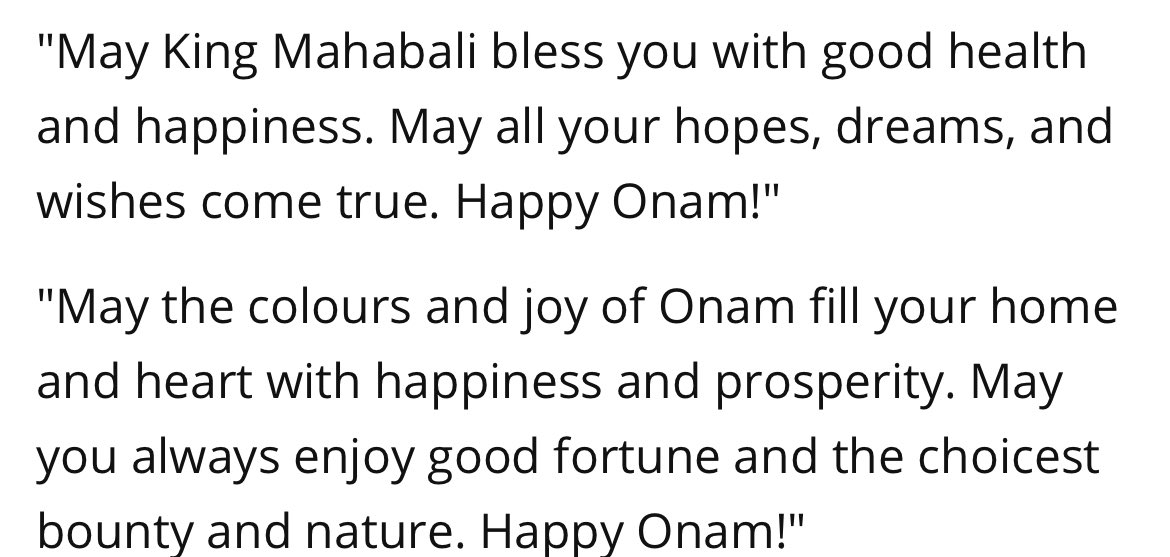 "May King Mahabali bless you with good health
and happiness. May all your hopes, dreams, and
wishes come true. Happy Onam!"
"May the colours and joy of Onam fill your home
and heart with happiness and prosperity. May
you always enjoy good fortune and the choicest
bounty and nature. Happy Onam!"